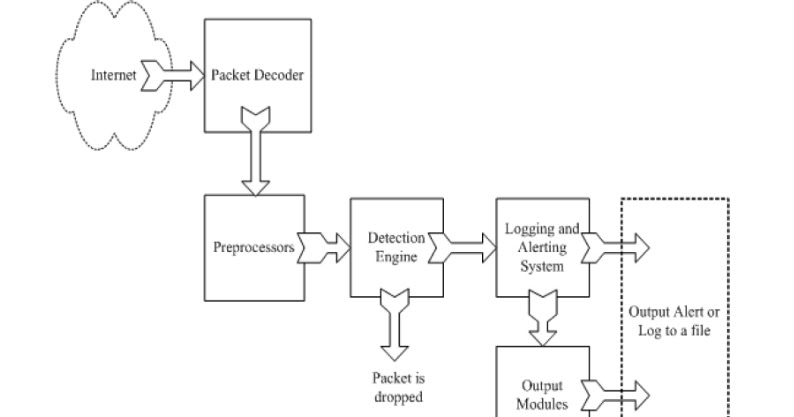 Internet
Packet Decoder
Preprocessors
Detection
Engine
Logging and
Alerting
System
Output Alert or
Log to a file
Packet is
dropped
Output
Modules